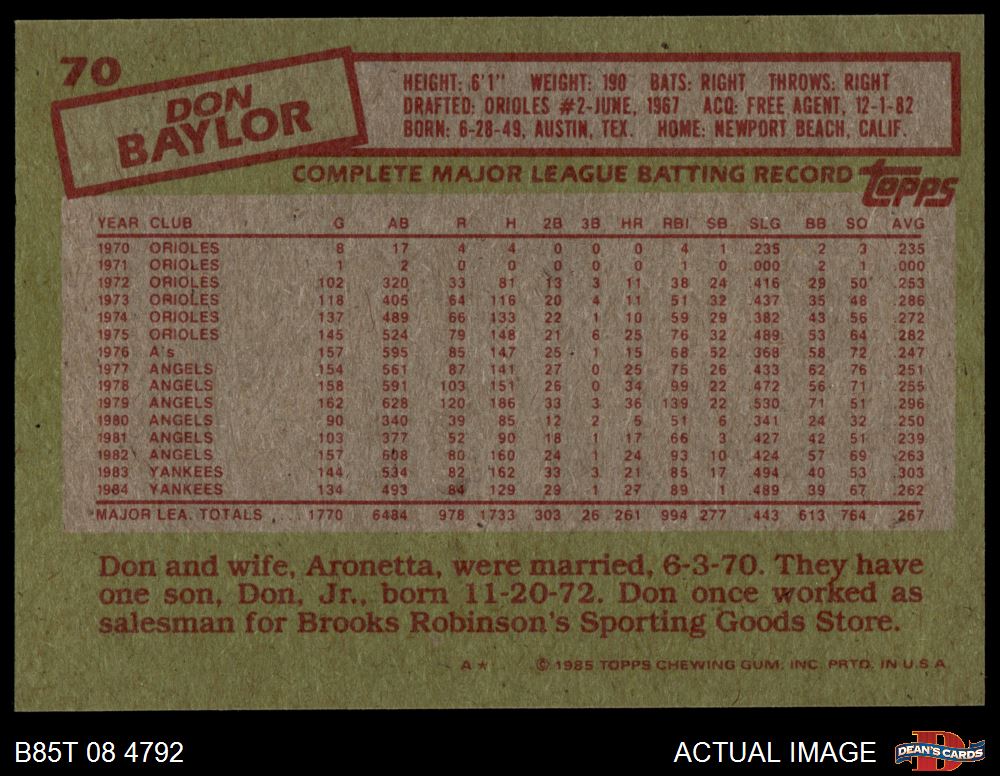 70
DON
BAYLOR
HEIGHT: 6'1" WEIGHT: 190 BATS: RIGHT THROWS: RIGHT
DRAFTED: ORIOLES #2-JUNE, 1967 ACQ: FREE AGENT, 12-1-82
BORN: 6-28-49, AUSTIN, TEX. HOME: NEWPORT BEACH, CALIF.
COMPLETE MAJOR LEAGUE BATTING RECORD topps
YEAR CLUB G AB R H 2B 3B HR RBI SB SLG BB SO AVG
1970 ORIOLES 8 17 4 4 0 0 0 4 1 .235 2 3 .235
1971 ORIOLES 1 2 0 0 0 0 0 1 0 .000 2 1 .000
1972 ORIOLES 102 320 33 81 13 3 11 38 24 .416 29 50 .253
1973 ORIOLES 118 405 64 116 20 4 11 51 32 .437 35 48 .286
1974 ORIOLES 137 489 66 133 22 1 10 59 29 .382 43 56 .272
1975 ORIOLES 145 524 79 148 21 6 25 76 32 .489 53 64 .282
1976 A's 157 595 85 147 25 1 15 68 52 .368 58 72 .247
1977 ANGELS 154 561 87 141 27 0 25 75 26 .433 62 76 .251
1978 ANGELS 158 591 103 151 26 0 34 99 22 .472 56 71 .255
1979 ANGELS 162 628 120 186 33 3 36 139 22 .530 71 51 .296
1980 ANGELS 90 340 39 85 12 2 5 51 6 .341 24 32 .250
1981 ANGELS 103 377 52 90 18 1 17 66 3 .427 42 51 .239
1982 ANGELS 157 608 80 160 24 1 24 93 10 .424 57 69 .263
1983 YANKEES 144 534 82 162 33 3 21 85 17 .494 40 53 .303
1984 YANKEES 134 493 84 129 29 1 27 89 1 .489 39 67 .262
MAJOR LEA. TOTALS .... 1770 6484 978 1733 303 26 261 994 277 .443 613 764 .267
Don and wife, Aronetta, were married, 6-3-70. They have
one son, Don, Jr., born 11-20-72. Don once worked as
salesman for Brooks Robinson's Sporting Goods Store.
A★ © 1985 TOPPS CHEWING GUM, INC. PRTD. IN U.S.A.
B85T 08 4792 ACTUAL IMAGE DEAN'S CARDS